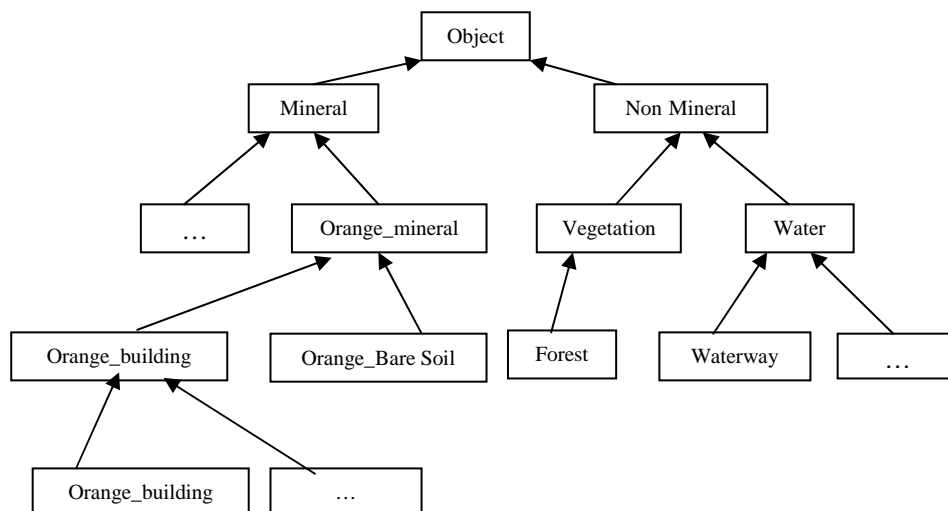 Object
Mineral
Non Mineral
…
Orange_mineral
Vegetation
Water
Orange_building
Orange_Bare Soil
Forest
Waterway
…
Orange_building
…